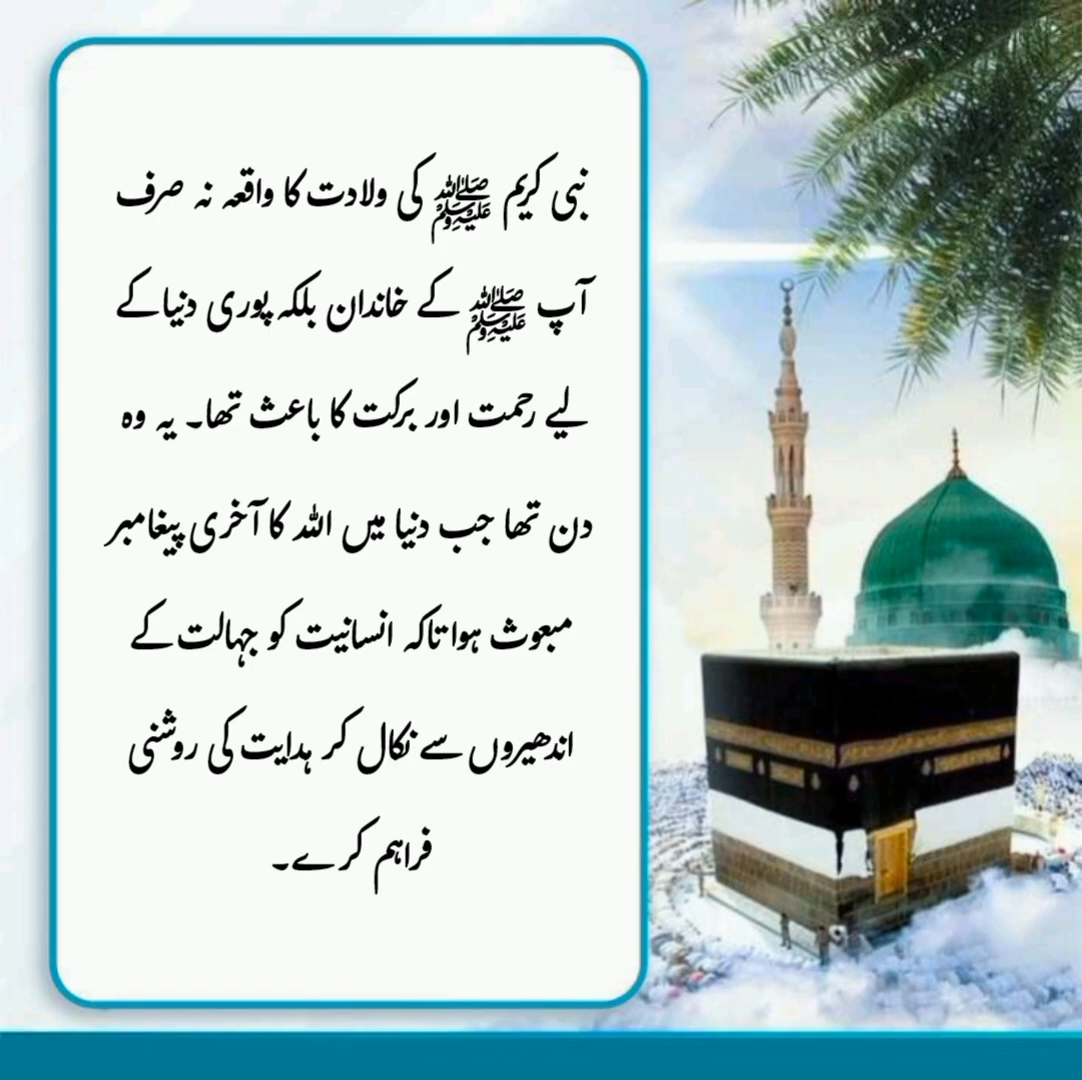 نبی کریم ﷺ کی ولادت کا واقعہ نہ صرف
آپ ﷺ کے خاندان بلکہ پوری دنیا کے
لیے رحمت اور برکت کا باعث تھا۔ یہ وہ
دن تھا جب دنیا میں اللہ کا آخری پیغامبر
مبعوث ہوا تاکہ انسانیت کو جہالت کے
اندھیروں سے نکال کر ہدایت کی روشنی
فراہم کرے۔